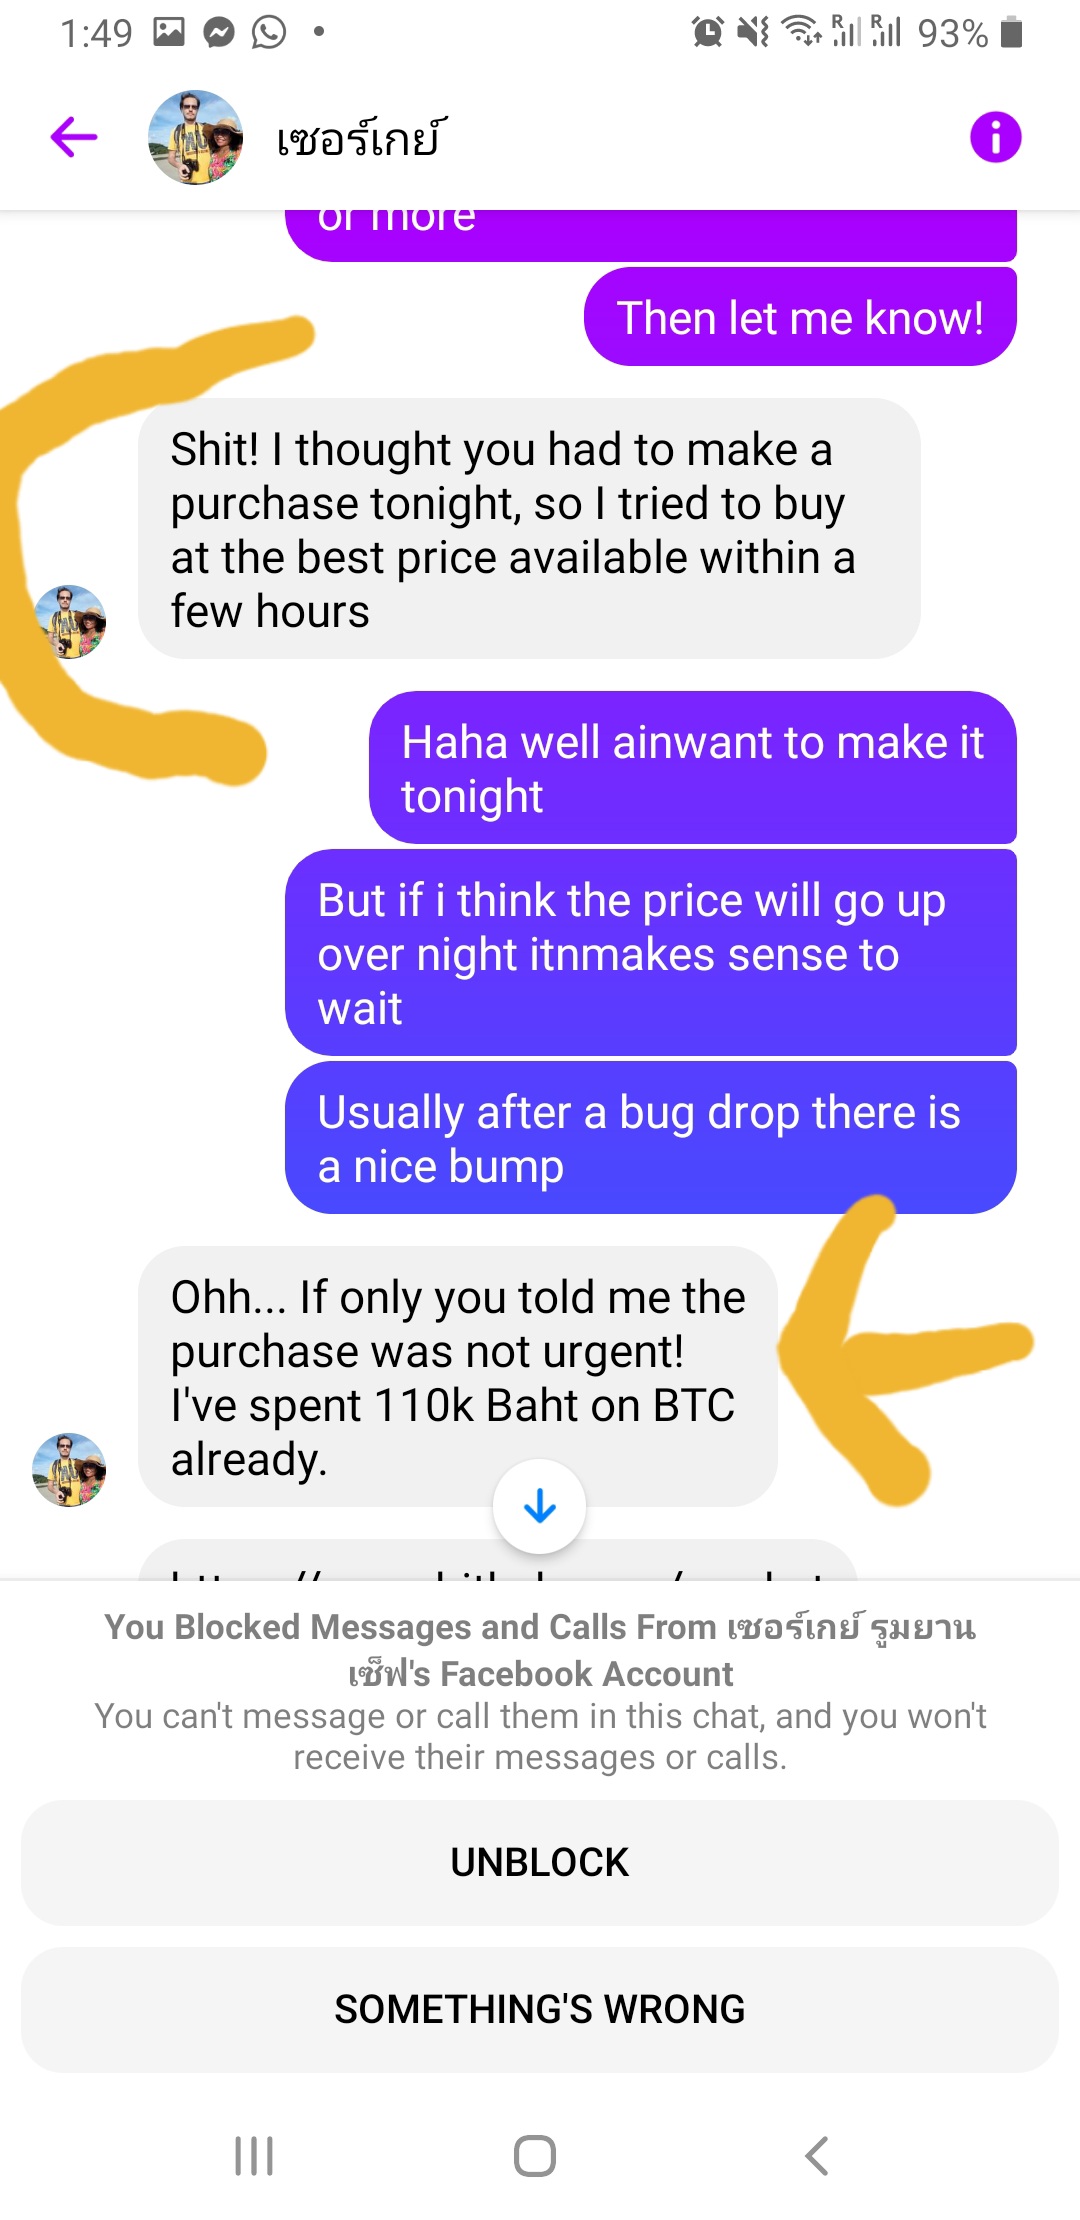 1:49
93%
เซอร์เกย์
or more
Then let me know!
Shit! I thought you had to make a
purchase tonight, so I tried to buy
at the best price available within a
few hours
Haha well ainwant to make it
tonight
But if i think the price will go up
over night itnmakes sense to
wait
Usually after a bug drop there is
a nice bump
Ohh... If only you told me the
purchase was not urgent!
I've spent 110k Baht on BTC
already.
You Blocked Messages and Calls From เซอร์เกย์ รูมยาน
เซ็ฟ's Facebook Account
You can't message or call them in this chat, and you won't
receive their messages or calls.
UNBLOCK
SOMETHING'S WRONG